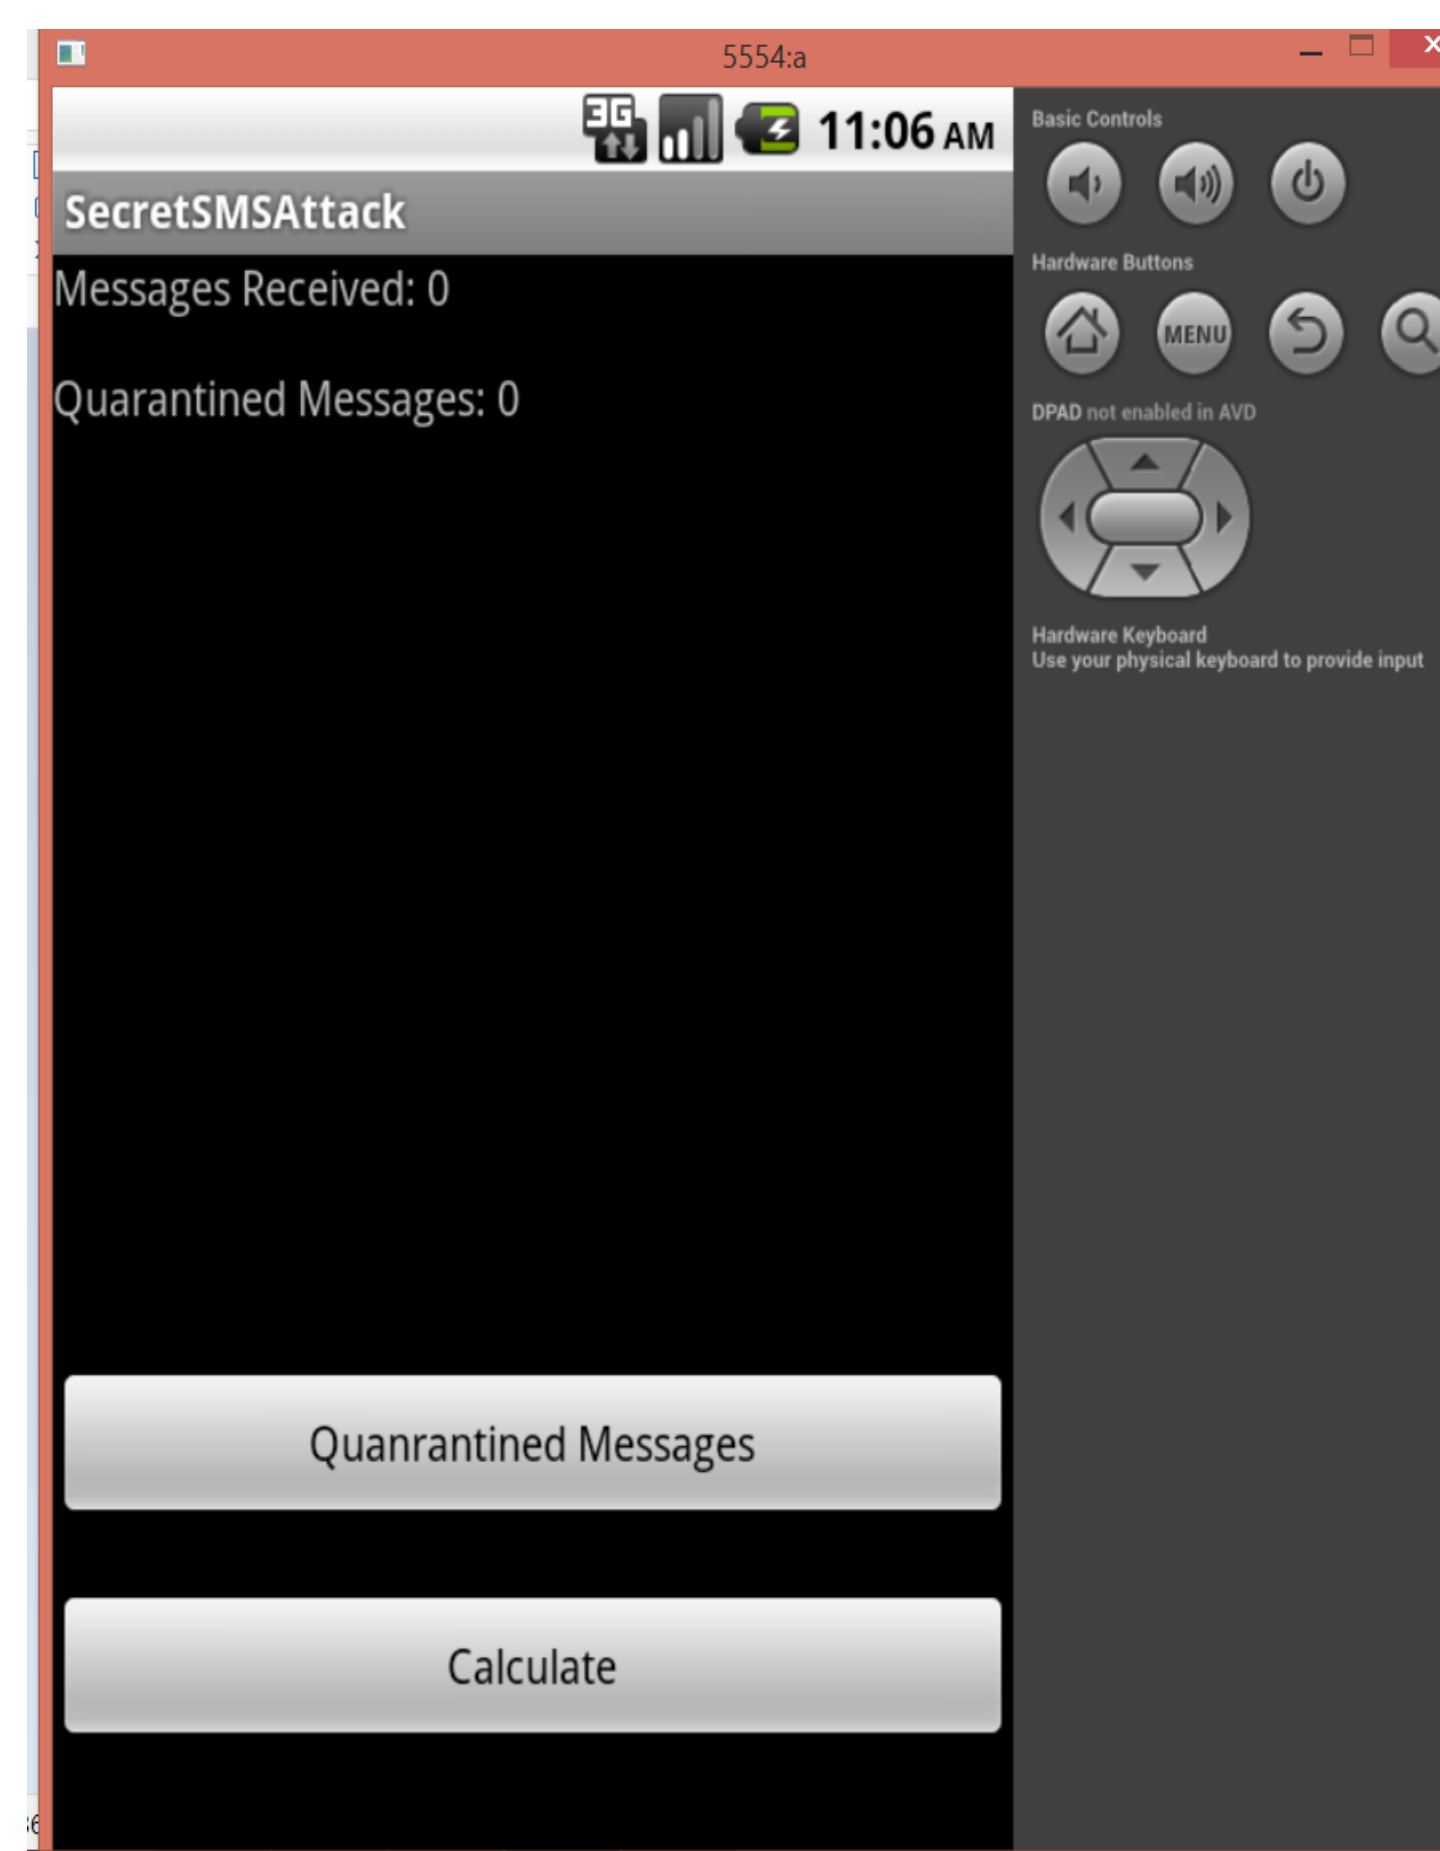 5554:a
3G 11:06 AM
SecretSMSAttack
Messages Received: 0
Quarantined Messages: 0
Quanrantined Messages
Calculate
Basic Controls
Hardware Buttons
MENU
DPAD not enabled in AVD
Hardware Keyboard
Use your physical keyboard to provide input